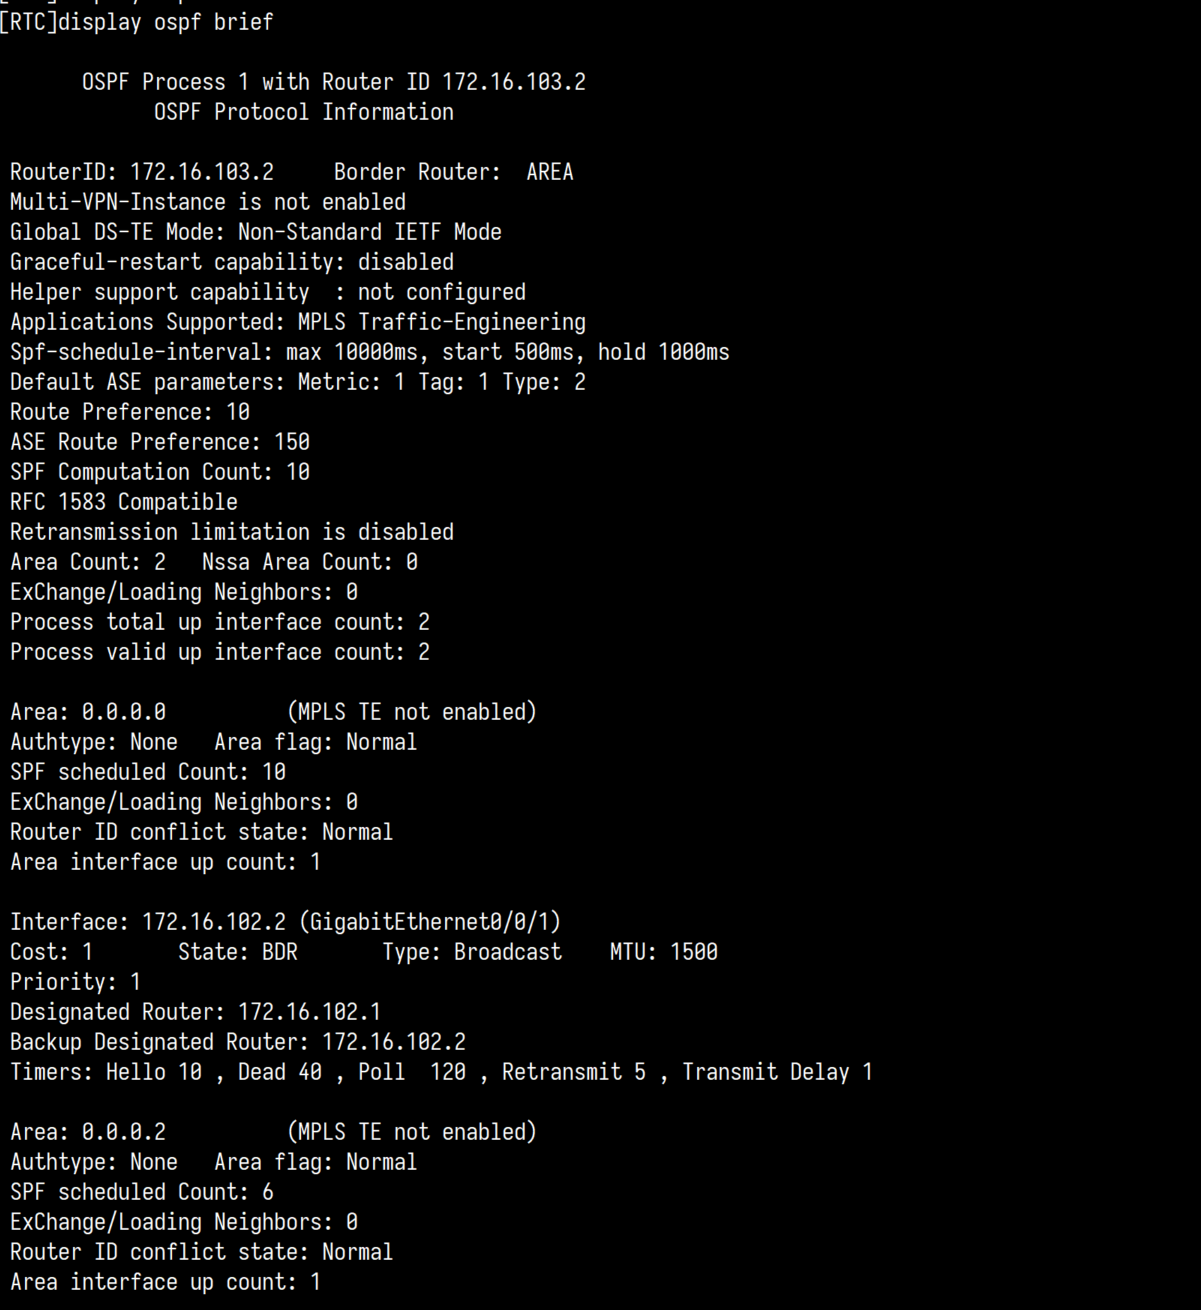 [RTC]display ospf brief
OSPF Process 1 with Router ID 172.16.103.2
OSPF Protocol Information
RouterID: 172.16.103.2     Border Router:  AREA
Multi-VPN-Instance is not enabled
Global DS-TE Mode: Non-Standard IETF Mode
Graceful-restart capability: disabled
Helper support capability  : not configured
Applications Supported: MPLS Traffic-Engineering
Spf-schedule-interval: max 10000ms, start 500ms, hold 1000ms
Default ASE parameters: Metric: 1 Tag: 1 Type: 2
Route Preference: 10
ASE Route Preference: 150
SPF Computation Count: 10
RFC 1583 Compatible
Retransmission limitation is disabled
Area Count: 2   Nssa Area Count: 0
ExChange/Loading Neighbors: 0
Process total up interface count: 2
Process valid up interface count: 2
Area: 0.0.0.0          (MPLS TE not enabled)
Authtype: None   Area flag: Normal
SPF scheduled Count: 10
ExChange/Loading Neighbors: 0
Router ID conflict state: Normal
Area interface up count: 1
Interface: 172.16.102.2 (GigabitEthernet0/0/1)
Cost: 1       State: BDR       Type: Broadcast    MTU: 1500
Priority: 1
Designated Router: 172.16.102.1
Backup Designated Router: 172.16.102.2
Timers: Hello 10 , Dead 40 , Poll  120 , Retransmit 5 , Transmit Delay 1
Area: 0.0.0.2          (MPLS TE not enabled)
Authtype: None   Area flag: Normal
SPF scheduled Count: 6
ExChange/Loading Neighbors: 0
Router ID conflict state: Normal
Area interface up count: 1